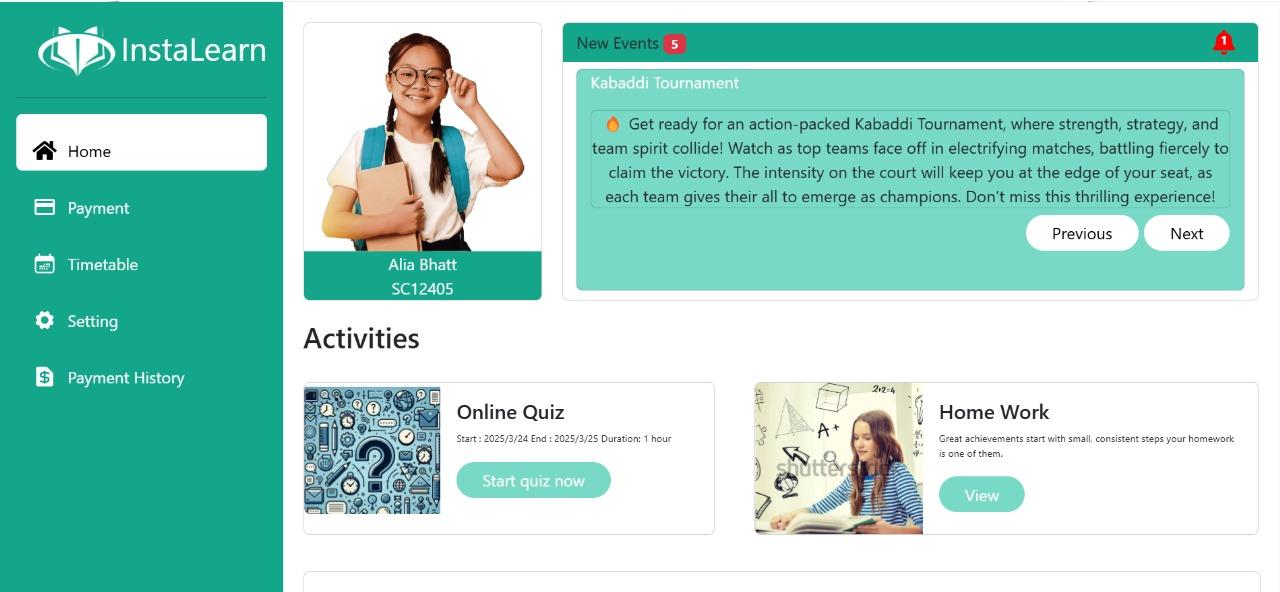 InstaLearn
Home
Payment
Timetable
Setting
Payment History
Alia Bhatt
SC12405
New Events 5
1
Kabaddi Tournament
🔥 Get ready for an action-packed Kabaddi Tournament, where strength, strategy, and
team spirit collide! Watch as top teams face off in electrifying matches, battling fiercely to
claim the victory. The intensity on the court will keep you at the edge of your seat, as
each team gives their all to emerge as champions. Don’t miss this thrilling experience!
Previous
Next
Activities
Online Quiz
Start : 2025/3/24 End : 2025/3/25 Duration: 1 hour
Start quiz now
2+2=4
A+
Home Work
Great achievements start with small, consistent steps your homework
is one of them.
View